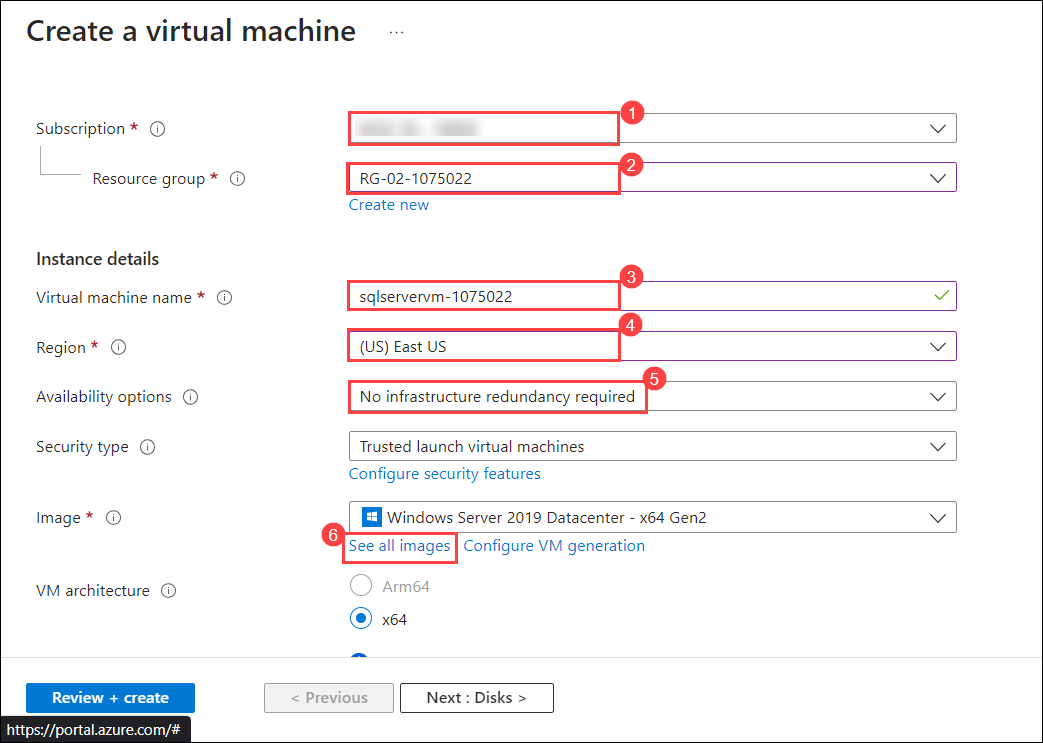 Create a virtual machine ...
1
Subscription *
2
Resource group * RG-02-1075022
Create new
Instance details
3
Virtual machine name * sqlservervm-1075022
4
Region * (US) East US
5
Availability options No infrastructure redundancy required
Security type Trusted launch virtual machines
Configure security features
Image * Windows Server 2019 Datacenter - x64 Gen2
6 See all images Configure VM generation
VM architecture Arm64
x64
Review + create < Previous Next : Disks >
https://portal.azure.com/#